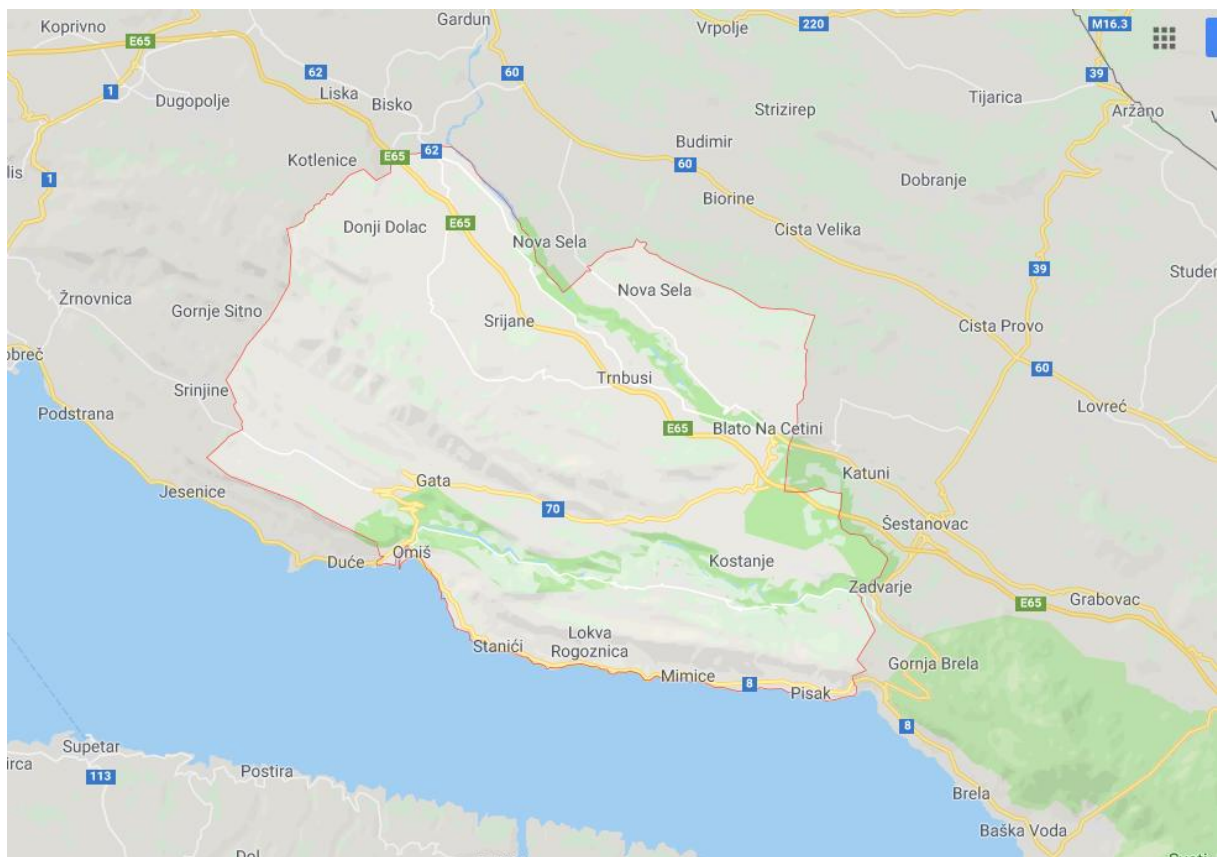 Koprivno
Gardun
Vrpolje
220
M16.3
E65
62
60
39
1
Dugopolje
Liska
Bisko
Tijarica
Aržano
Strizirep
Kotlenice
E65
62
Budimir
60
lis
1
Dobranje
Biorine
Donji Dolac
E65
Nova Sela
Cista Velika
39
Studen
Žrnovnica
Gornje Sitno
Nova Sela
Srijane
Cista Provo
obreč
60
Srinjine
Trnbusi
Podstrana
Lovreć
E65
Blato Na Cetini
Katuni
Gata
Jesenice
70
Šestanovac
Duće
Omiš
Kostanje
Zadvarje
E65
Grabovac
Stanići
Lokva
Rogoznica
Gornja Brela
Mimice
8
Pisak
8
Supetar
irca
113
Postira
Brela
Baška Voda